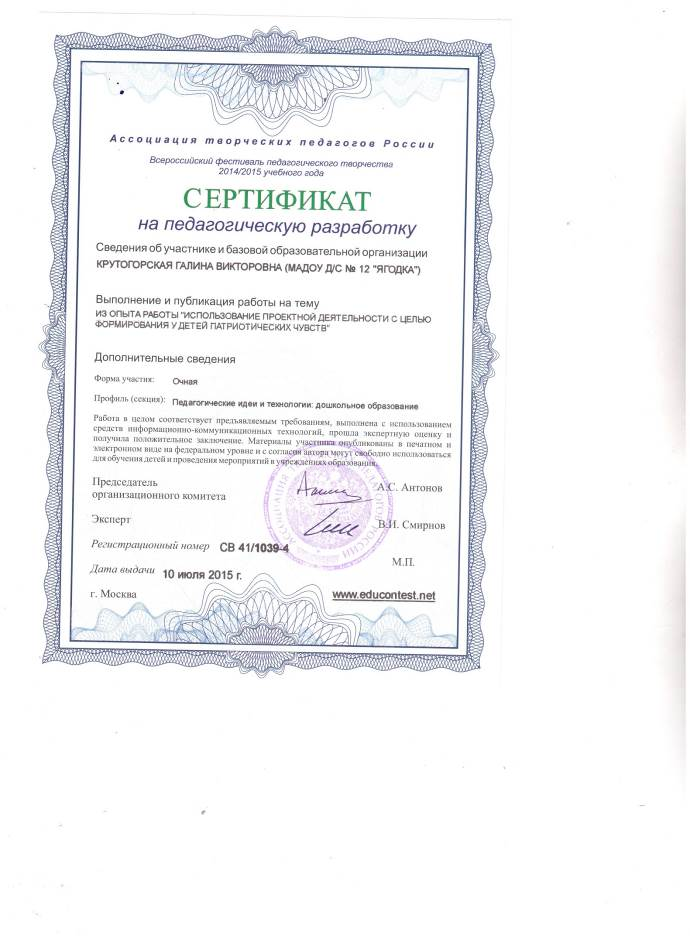 Ассоциация творческих педагогов России
Всероссийский фестиваль педагогического творчества
2014/2015 учебного года
СЕРТИФИКАТ
на педагогическую разработку
Сведения об участнике и базовой образовательной организации
КРУТОГОРСКАЯ ГАЛИНА ВИКТОРОВНА (МАДОУ Д/С № 12 "ЯГОДКА")
Выполнение и публикация работы на тему
ИЗ ОПЫТА РАБОТЫ "ИСПОЛЬЗОВАНИЕ ПРОЕКТНОЙ ДЕЯТЕЛЬНОСТИ С ЦЕЛЬЮ
ФОРМИРОВАНИЯ У ДЕТЕЙ ПАТРИОТИЧЕСКИХ ЧУВСТВ"
Дополнительные сведения
Форма участия: Очная
Профиль (секция): Педагогические идеи и технологии: дошкольное образование
Работа в целом соответствует предъявляемым требованиям, выполнена с использованием
средств информационно-коммуникационных технологий, прошла экспертную оценку и
получила положительное заключение. Материалы участника опубликованы в печатном и
электронном виде на федеральном уровне и с согласия автора могут свободно использоваться
для обучения детей и проведения мероприятий в учреждениях образования.
Председатель
организационного комитета А.С. Антонов
Эксперт В.И. Смирнов
Регистрационный номер СВ 41/1039-4
М.П.
Дата выдачи 10 июля 2015 г.
г. Москва www.educontest.net